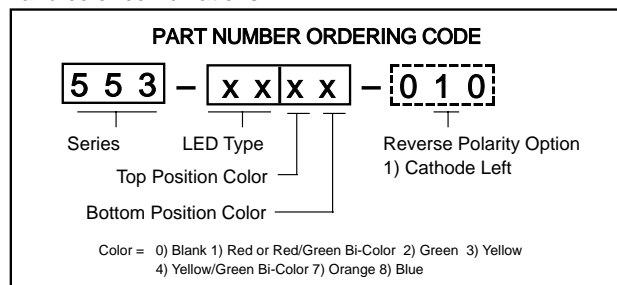 PART NUMBER ORDERING CODE
5 5 3 – x x x x – 0 1 0
Series LED Type Reverse Polarity Option
1) Cathode Left
Top Position Color
Bottom Position Color
Color = 0) Blank 1) Red or Red/Green Bi-Color 2) Green 3) Yellow
4) Yellow/Green Bi-Color 7) Orange 8) Blue